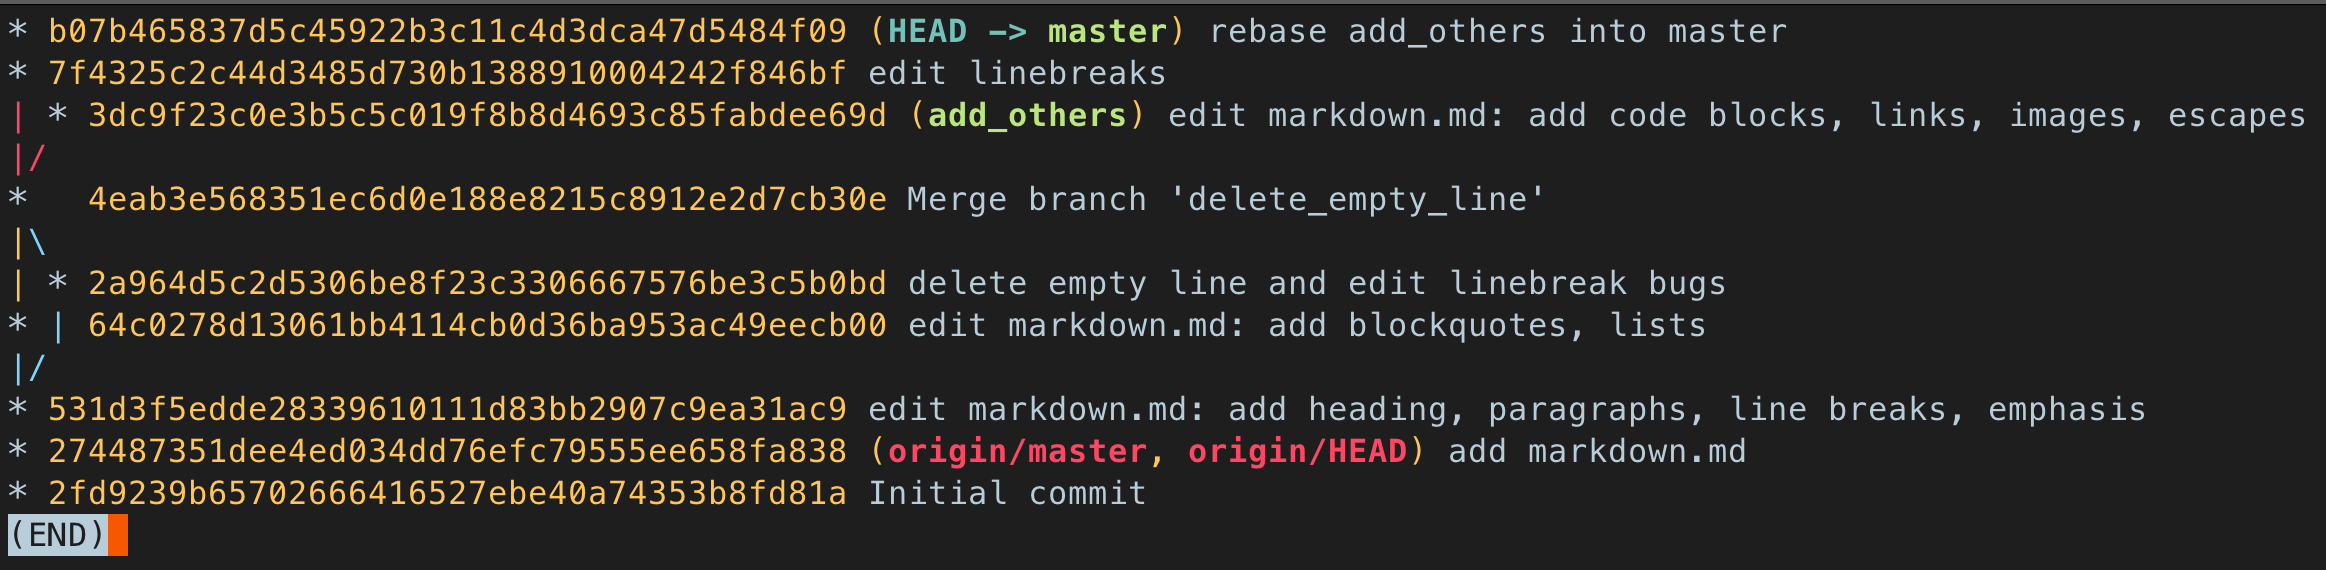 * b07b465837d5c45922b3c11c4d3dca47d5484f09 (HEAD -> master) rebase add_others into master
* 7f4325c2c44d3485d730b1388910004242f846bf edit linebreaks
| * 3dc9f23c0e3b5c5c019f8b8d4693c85fabdee69d (add_others) edit markdown.md: add code blocks, links, images, escapes
|/
*   4eab3e568351ec6d0e188e8215c8912e2d7cb30e Merge branch 'delete_empty_line'
|\
| * 2a964d5c2d5306be8f23c3306667576be3c5b0bd delete empty line and edit linebreak bugs
* | 64c0278d13061bb4114cb0d36ba953ac49eecb00 edit markdown.md: add blockquotes, lists
|/
* 531d3f5edde28339610111d83bb2907c9ea31ac9 edit markdown.md: add heading, paragraphs, line breaks, emphasis
* 274487351dee4ed034dd76efc79555ee658fa838 (origin/master, origin/HEAD) add markdown.md
* 2fd9239b65702666416527ebe40a74353b8fd81a Initial commit
(END)